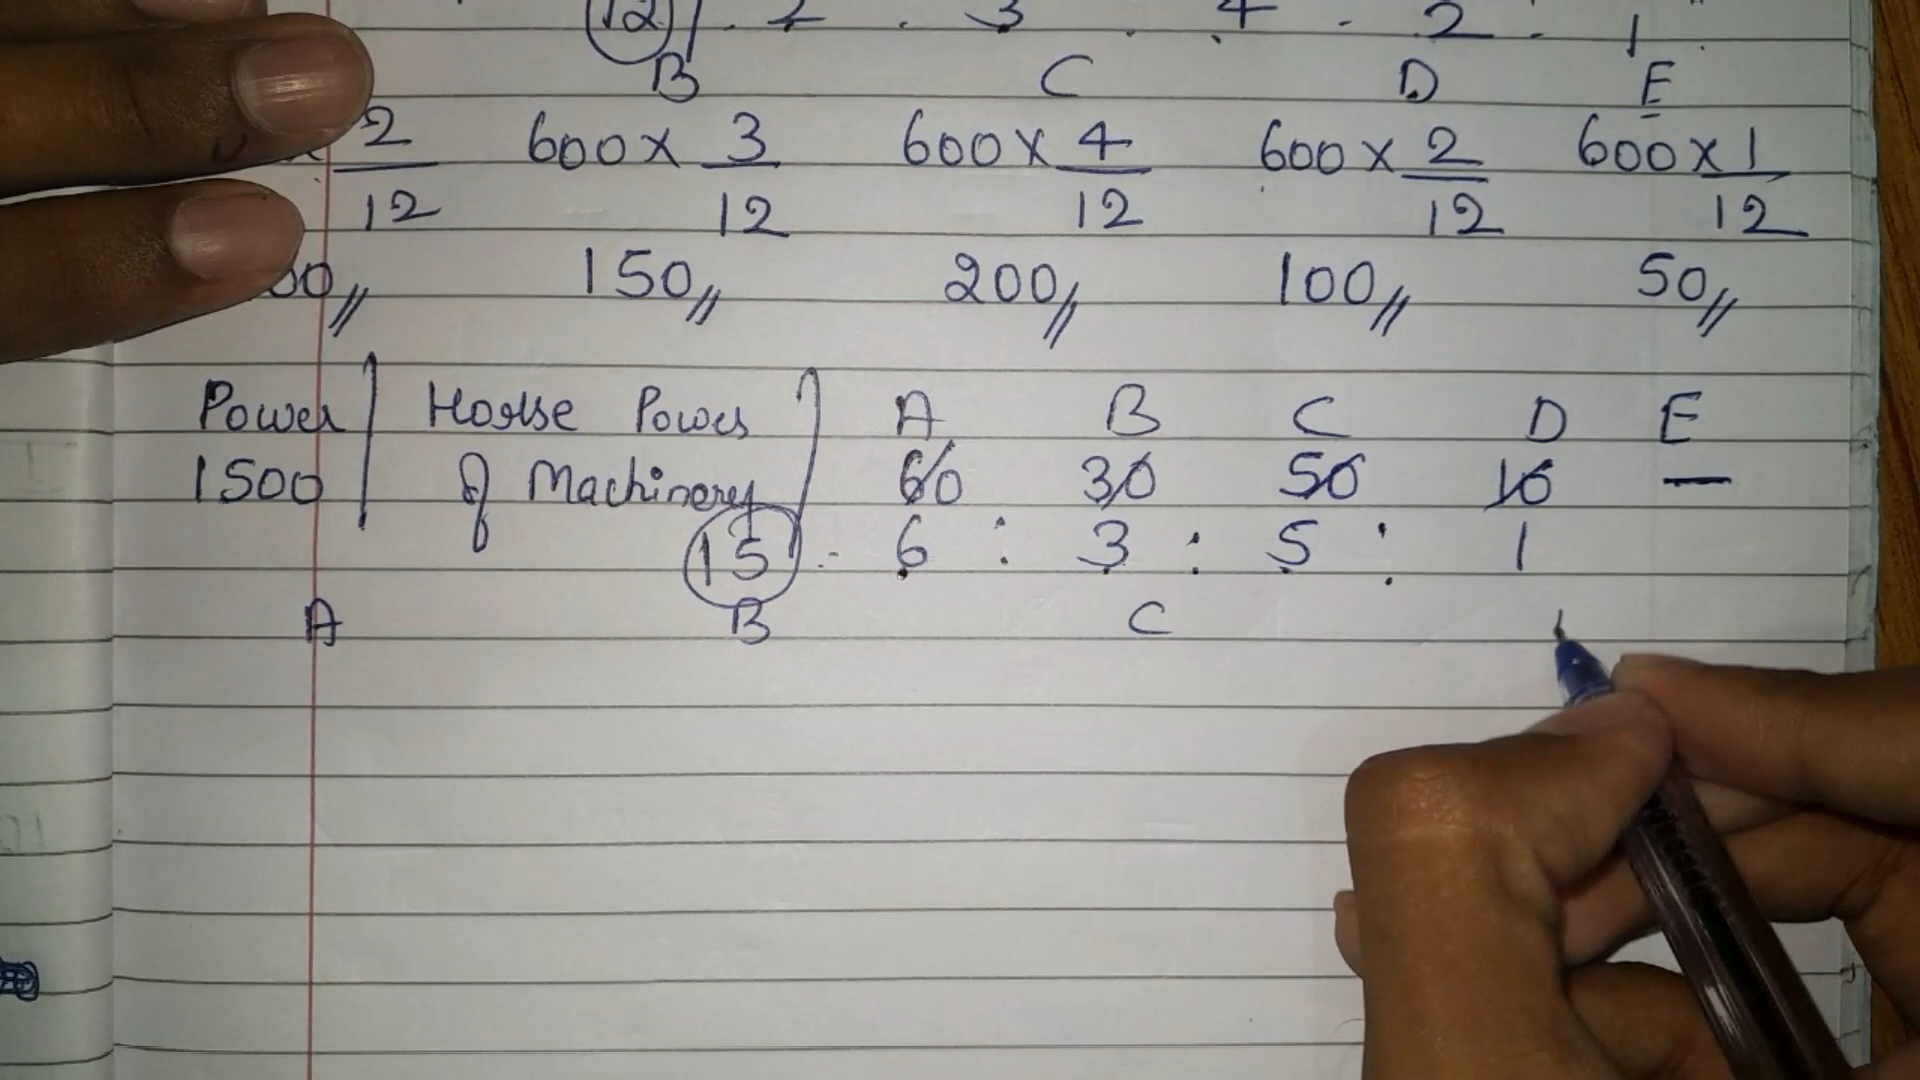 12 . 2 . 3 . 4 . 2 . 1
B C D E
2/12 600 x 3/12 600 x 4/12 600 x 2/12 600 x 1/12
00,, 150,, 200,, 100,, 50,,
Power Horse Power A B C D E
1500 of Machinery 60 30 50 10 —
15 . 6 : 3 : 5 : 1
A B C